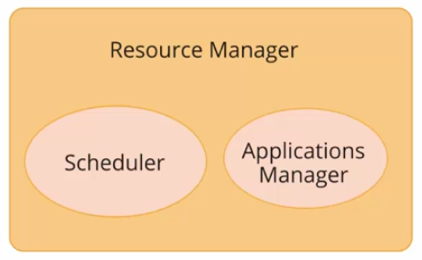 Resource Manager
Scheduler
Applications
Manager